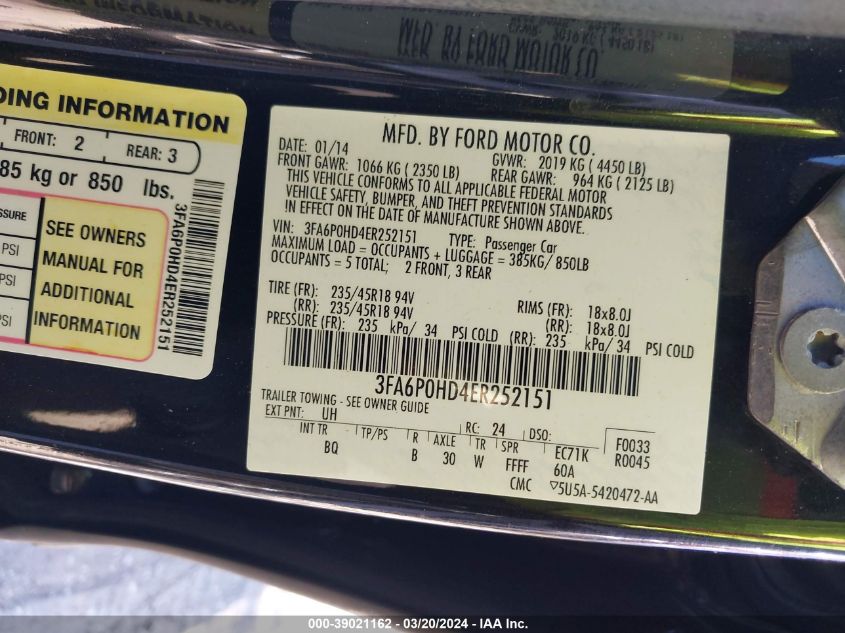 DING INFORMATION
FRONT: 2
REAR: 3
85 kg or 850 lbs.
SSURE
PSI
PSI
PSI
SEE OWNERS
MANUAL FOR
ADDITIONAL
INFORMATION
3FA6P0HD4ER252151
MFD. BY FORD MOTOR CO.
DATE: 01/14 GVWR: 2019 KG ( 4450 LB)
FRONT GAWR: 1066 KG ( 2350 LB) REAR GAWR: 964 KG ( 2125 LB)
THIS VEHICLE CONFORMS TO ALL APPLICABLE FEDERAL MOTOR
VEHICLE SAFETY, BUMPER, AND THEFT PREVENTION STANDARDS
IN EFFECT ON THE DATE OF MANUFACTURE SHOWN ABOVE.
VIN: 3FA6P0HD4ER252151 TYPE: Passenger Car
MAXIMUM LOAD = OCCUPANTS + LUGGAGE = 385KG/ 850LB
OCCUPANTS = 5 TOTAL; 2 FRONT, 3 REAR
TIRE (FR): 235/45R18 94V RIMS (FR): 18x8.0J
(RR): 235/45R18 94V (RR): 18x8.0J
PRESSURE (FR): 235 kPa/ 34 PSI COLD (RR): 235 kPa/ 34 PSI COLD
3FA6P0HD4ER252151
TRAILER TOWING - SEE OWNER GUIDE
EXT PNT: UH RC: 24 DSO: F0033
INT TR TP/PS R AXLE TR SPR EC71K R0045
BQ B 30 W FFFF 60A
CMC ▽5U5A-5420472-AA
000-39021162 - 03/20/2024 - IAAI.com